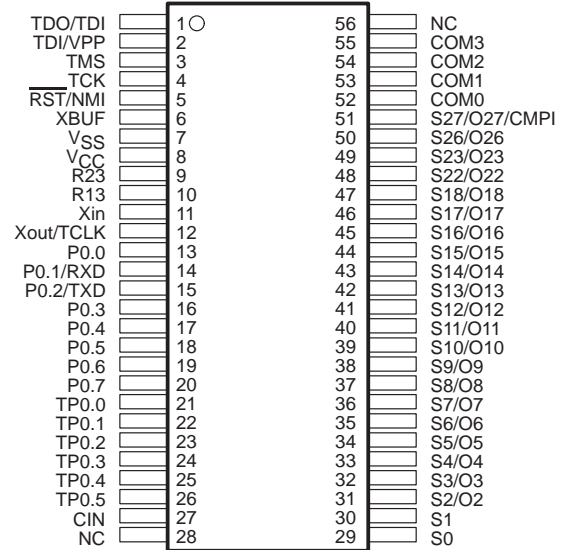 TDO/TDI 1 56 NC
TDI/VPP 2 55 COM3
TMS 3 54 COM2
TCK 4 53 COM1
RST/NMI 5 52 COM0
XBUF 6 51 S27/O27/CMPI
VSS 7 50 S26/O26
VCC 8 49 S23/O23
R23 9 48 S22/O22
R13 10 47 S18/O18
Xin 11 46 S17/O17
Xout/TCLK 12 45 S16/O16
P0.0 13 44 S15/O15
P0.1/RXD 14 43 S14/O14
P0.2/TXD 15 42 S13/O13
P0.3 16 41 S12/O12
P0.4 17 40 S11/O11
P0.5 18 39 S10/O10
P0.6 19 38 S9/O9
P0.7 20 37 S8/O8
TP0.0 21 36 S7/O7
TP0.1 22 35 S6/O6
TP0.2 23 34 S5/O5
TP0.3 24 33 S4/O4
TP0.4 25 32 S3/O3
TP0.5 26 31 S2/O2
CIN 27 30 S1
NC 28 29 S0